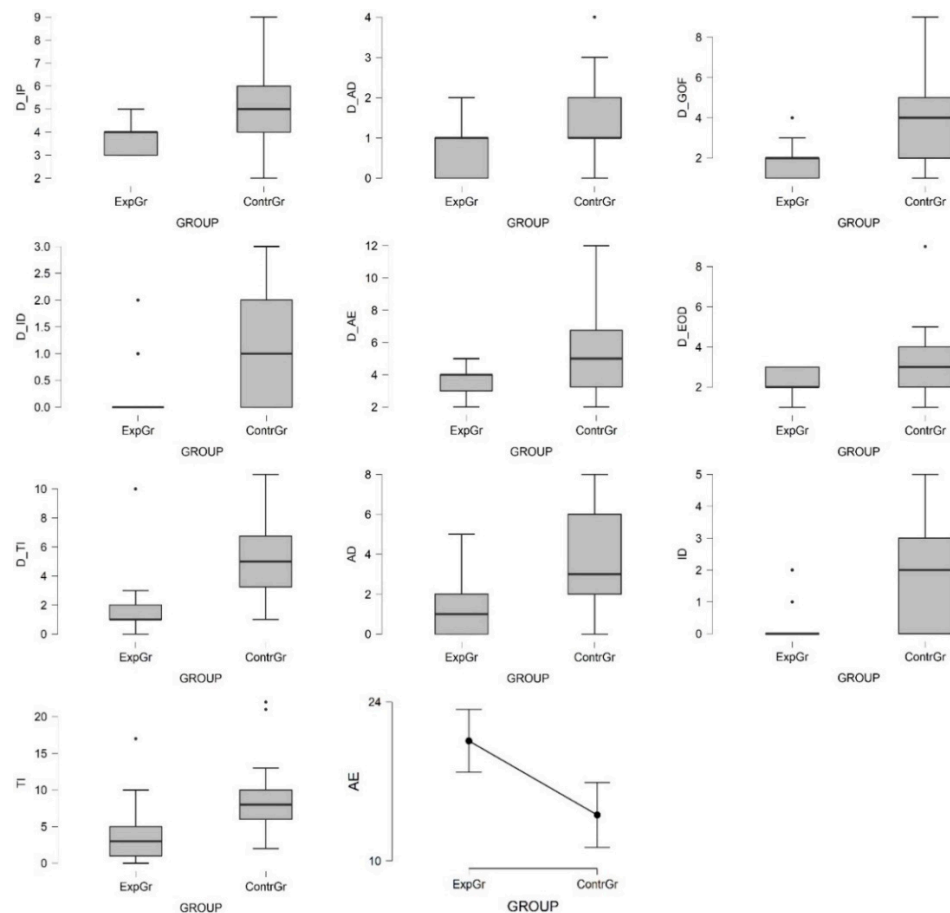 D_IP
9
8
7
6
5
4
3
2
ExpGr ContrGr
GROUP
D_AD
4
3
2
1
0
ExpGr ContrGr
GROUP
D_GOF
8
6
4
2
ExpGr ContrGr
GROUP
D_ID
3.0
2.5
2.0
1.5
1.0
0.5
0.0
ExpGr ContrGr
GROUP
D_AE
12
10
8
6
4
2
ExpGr ContrGr
GROUP
D_EOD
8
6
4
2
ExpGr ContrGr
GROUP
D_TI
10
8
6
4
2
0
ExpGr ContrGr
GROUP
AD
8
6
4
2
0
ExpGr ContrGr
GROUP
ID
5
4
3
2
1
0
ExpGr ContrGr
GROUP
TI
20
15
10
5
0
ExpGr ContrGr
GROUP
AE
24
10
ExpGr ContrGr
GROUP